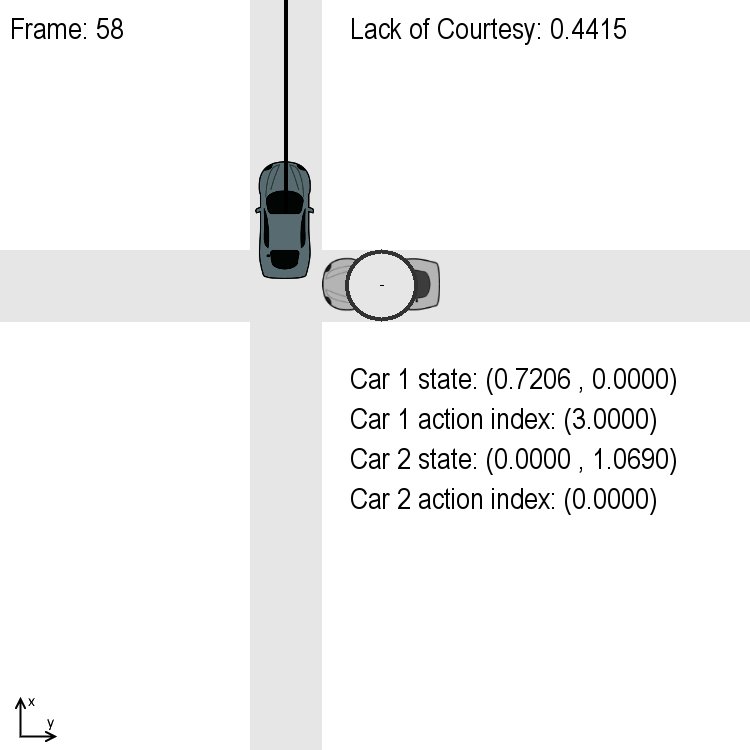 Frame: 58
Lack of Courtesy: 0.4415
Car 1 state: (0.7206 , 0.0000)
Car 1 action index: (3.0000)
Car 2 state: (0.0000 , 1.0690)
Car 2 action index: (0.0000)
x
y